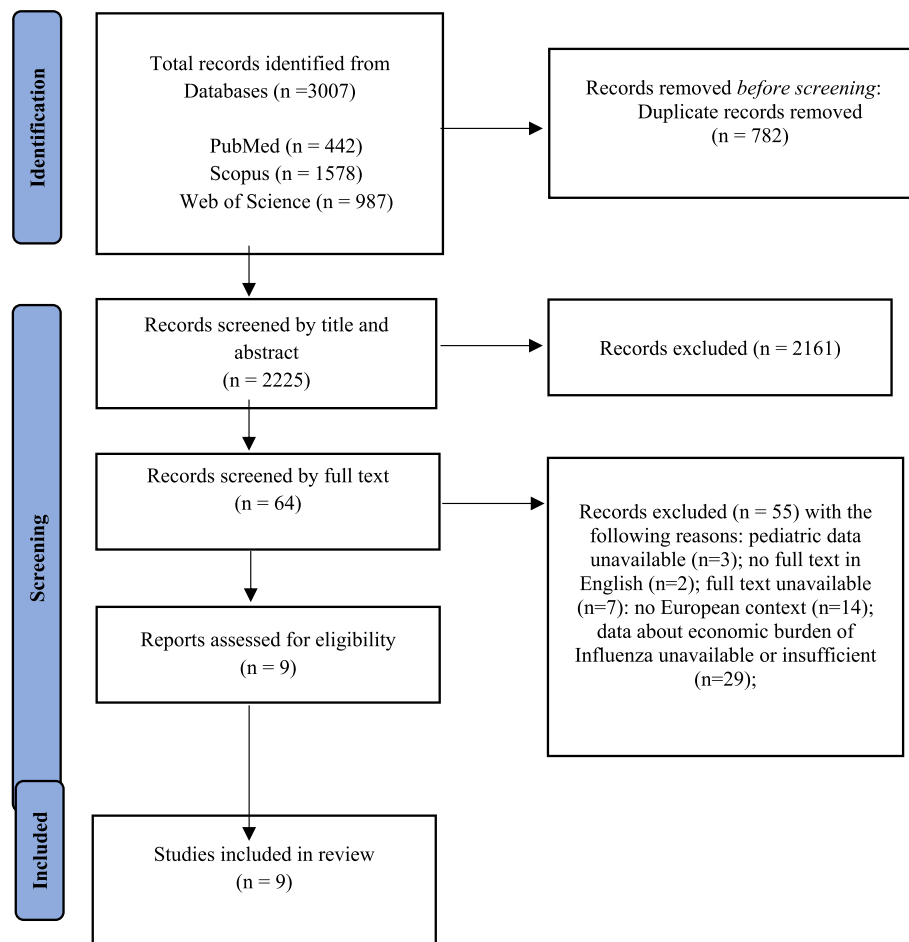 Identification
Total records identified from
Databases (n =3007)
PubMed (n = 442)
Scopus (n = 1578)
Web of Science (n = 987)
Records removed before screening:
Duplicate records removed
(n = 782)
Screening
Records screened by title and
abstract
(n = 2225)
Records excluded (n = 2161)
Records screened by full text
(n = 64)
Records excluded (n = 55) with the
following reasons: pediatric data
unavailable (n=3); no full text in
English (n=2); full text unavailable
(n=7): no European context (n=14);
data about economic burden of
Influenza unavailable or insufficient
(n=29);
Reports assessed for eligibility
(n = 9)
Included
Studies included in review
(n = 9)